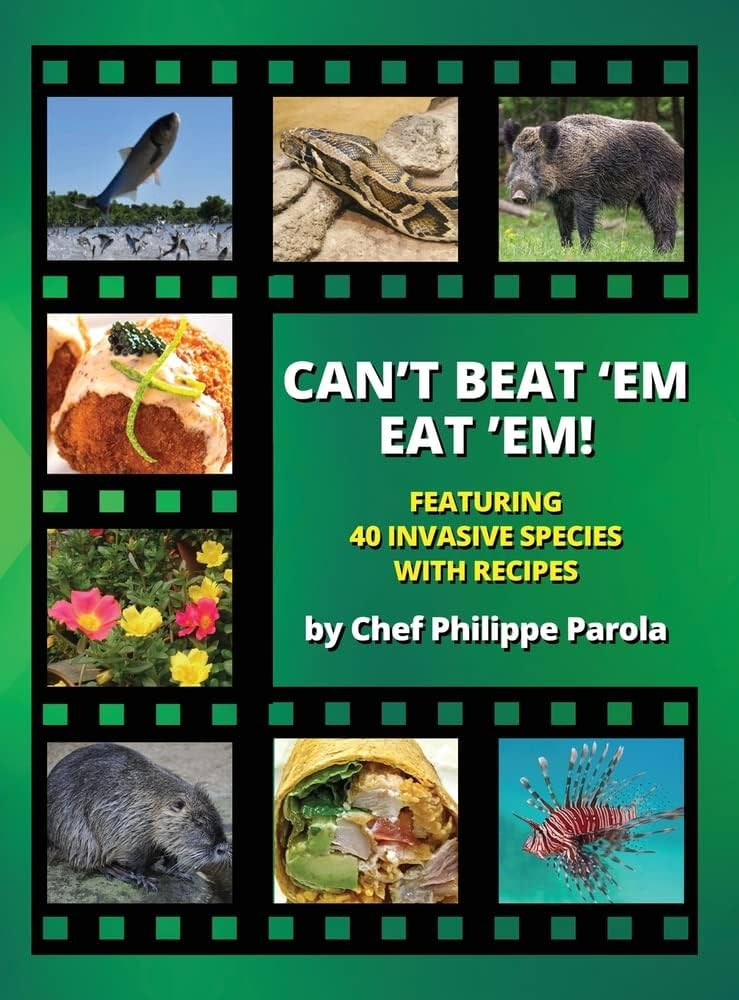 CAN’T BEAT ‘EM
EAT ’EM!
FEATURING
40 INVASIVE SPECIES
WITH RECIPES
by Chef Philippe Parola